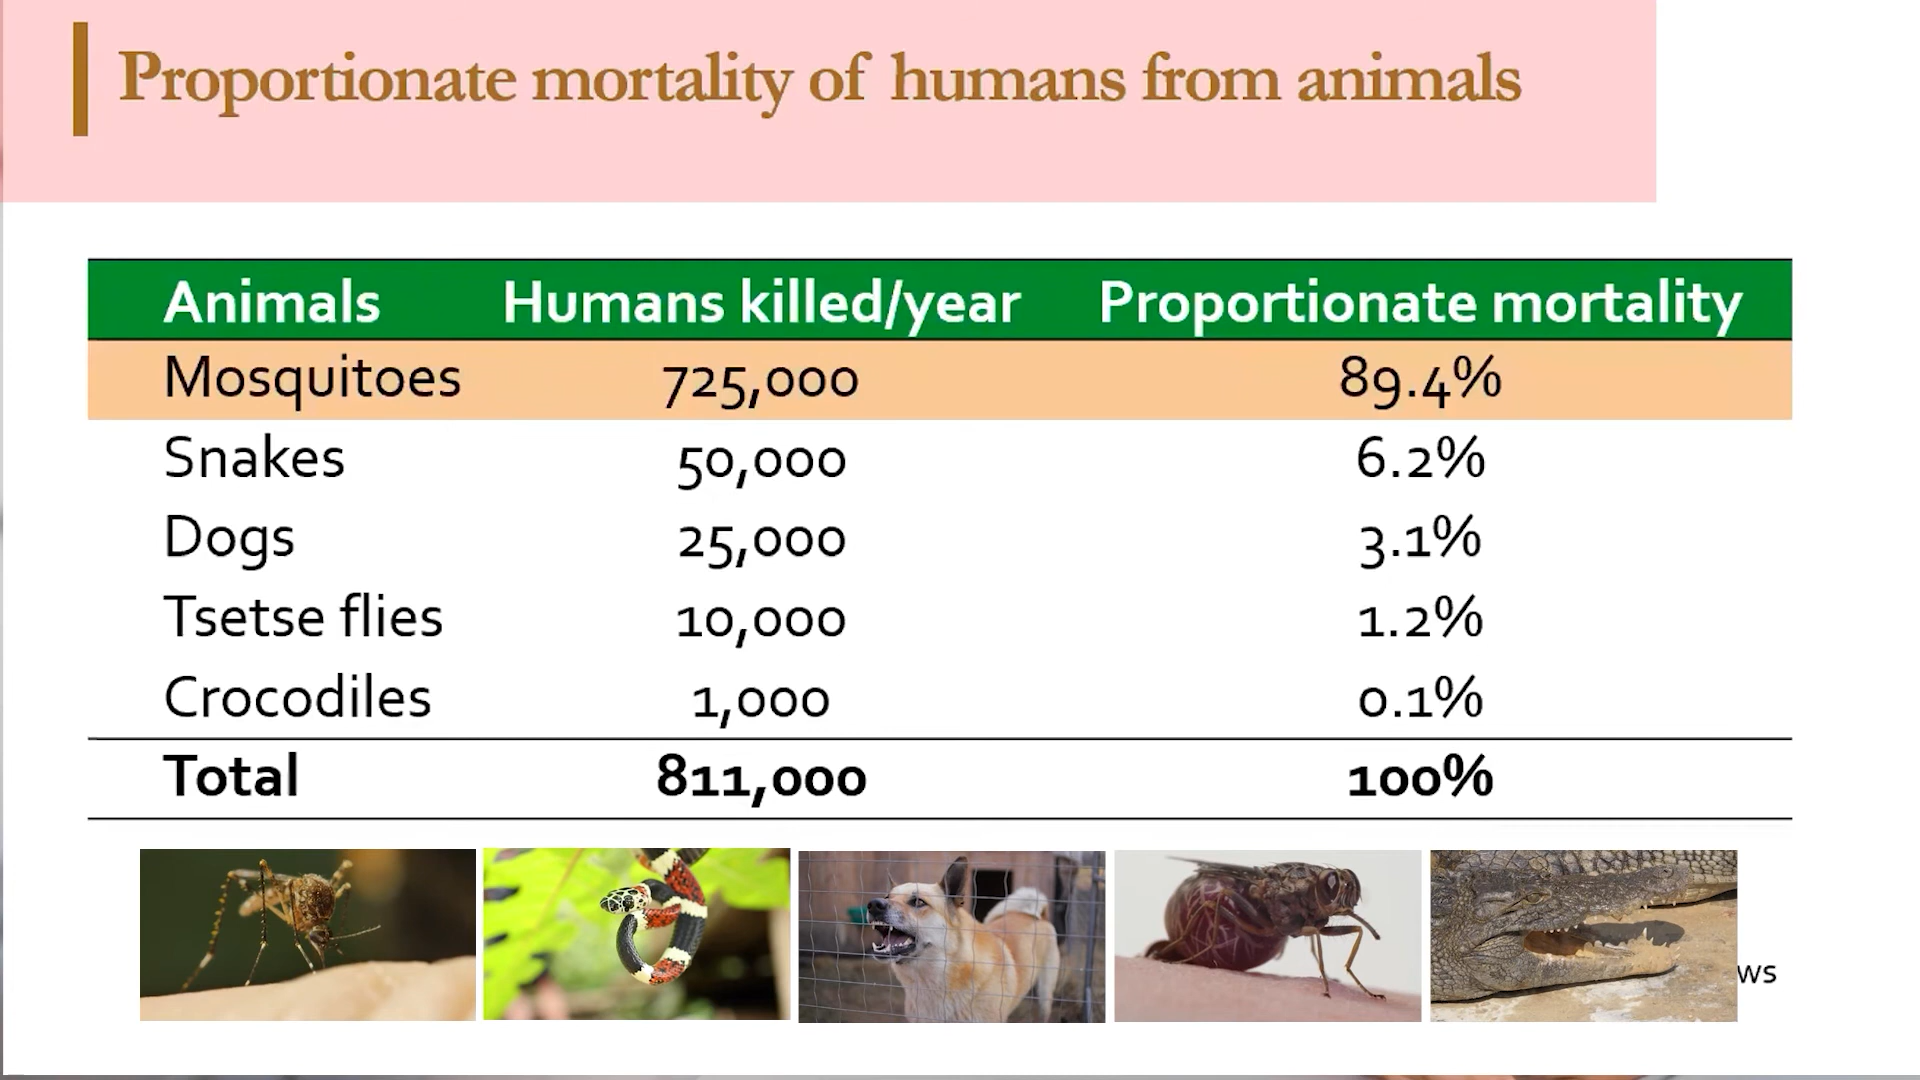 Proportionate mortality of humans from animals
Animals Humans killed/year Proportionate mortality
Mosquitoes 725,000 89.4%
Snakes 50,000 6.2%
Dogs 25,000 3.1%
Tsetse flies 10,000 1.2%
Crocodiles 1,000 0.1%
Total 811,000 100%
ws